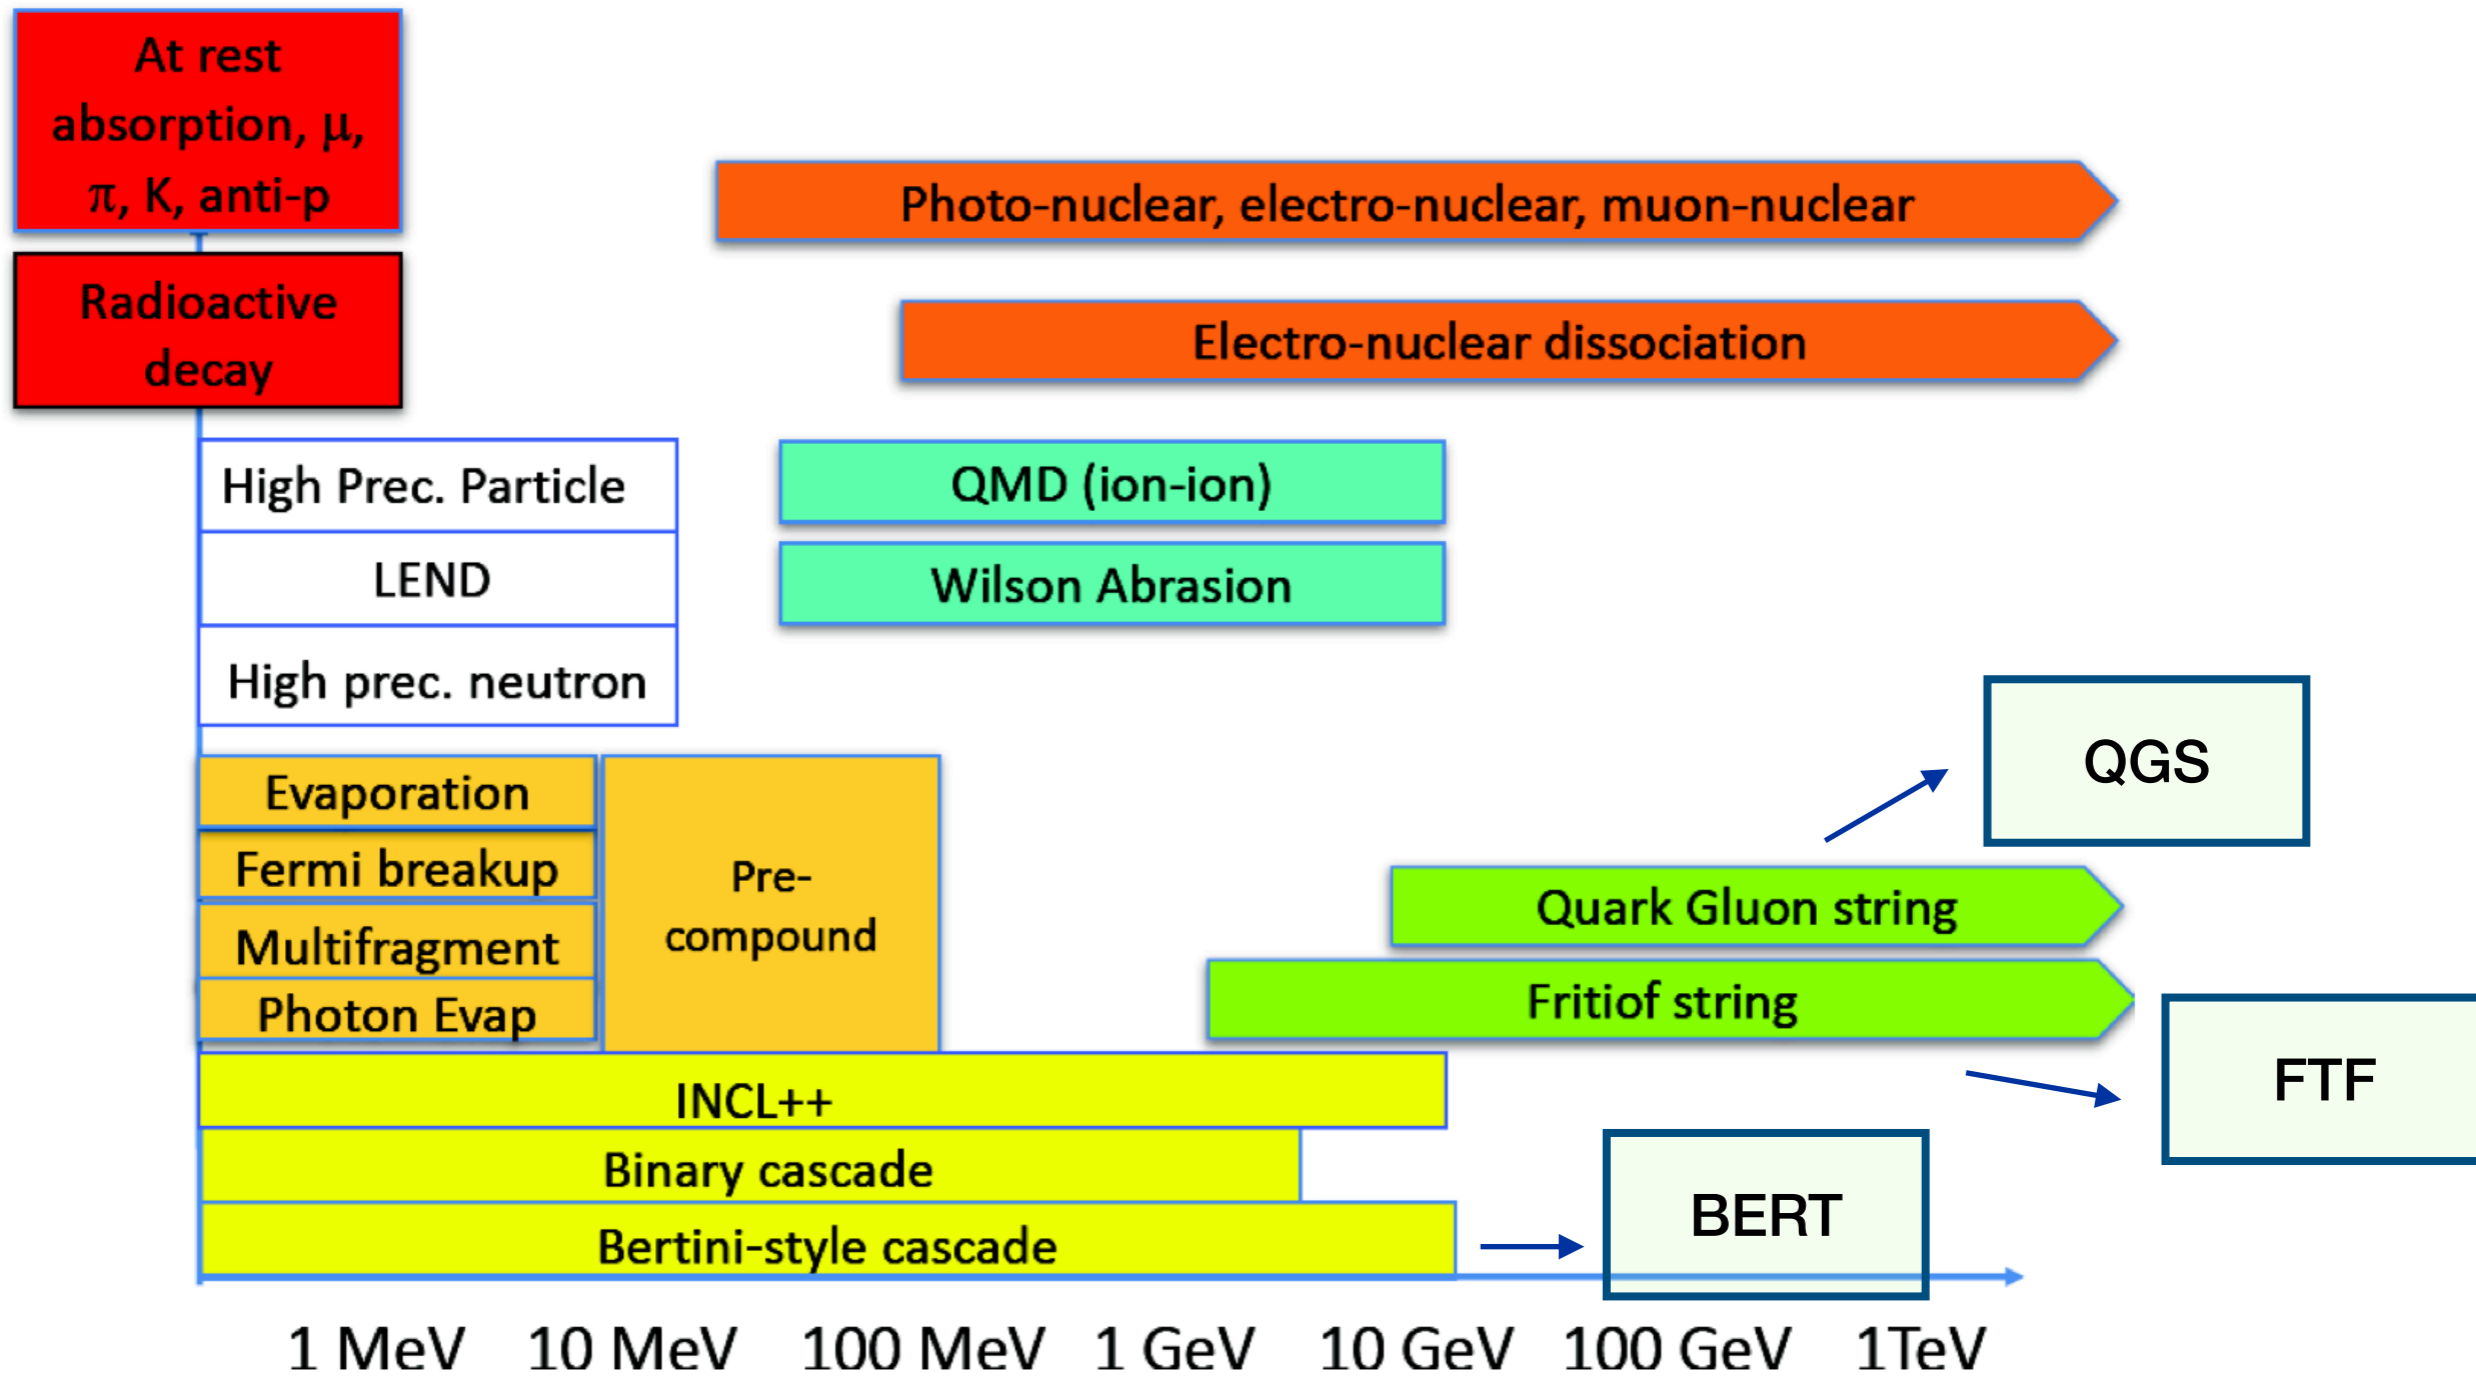 At rest
absorption, μ,
π, K, anti-p
Photo-nuclear, electro-nuclear, muon-nuclear
Radioactive
decay
Electro-nuclear dissociation
High Prec. Particle
QMD (ion-ion)
LEND
Wilson Abrasion
High prec. neutron
QGS
Evaporation
Fermi breakup
Multifragment
Photon Evap
Pre-
compound
Quark Gluon string
Fritiof string
FTF
INCL++
Binary cascade
Bertini-style cascade
BERT
1 MeV 10 MeV 100 MeV 1 GeV 10 GeV 100 GeV 1TeV